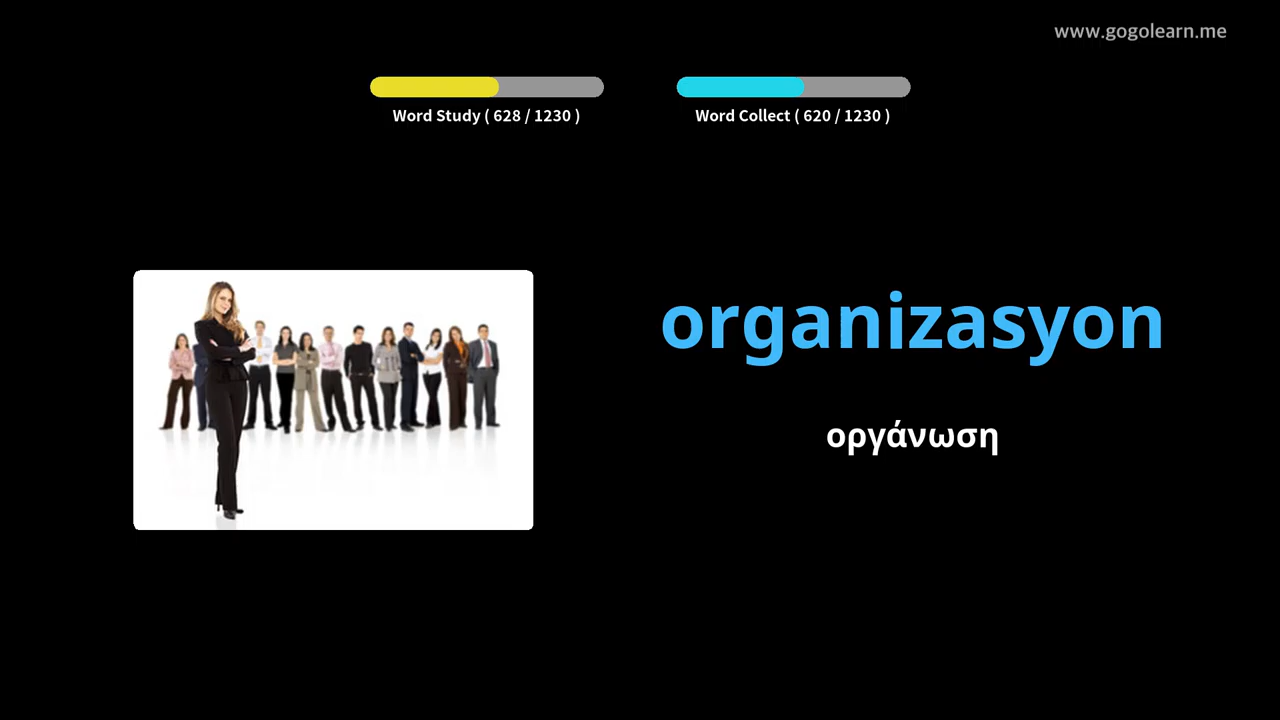 www.gogolearn.me
Word Study ( 628 / 1230 )
Word Collect ( 620 / 1230 )
organizasyon
οργάνωση